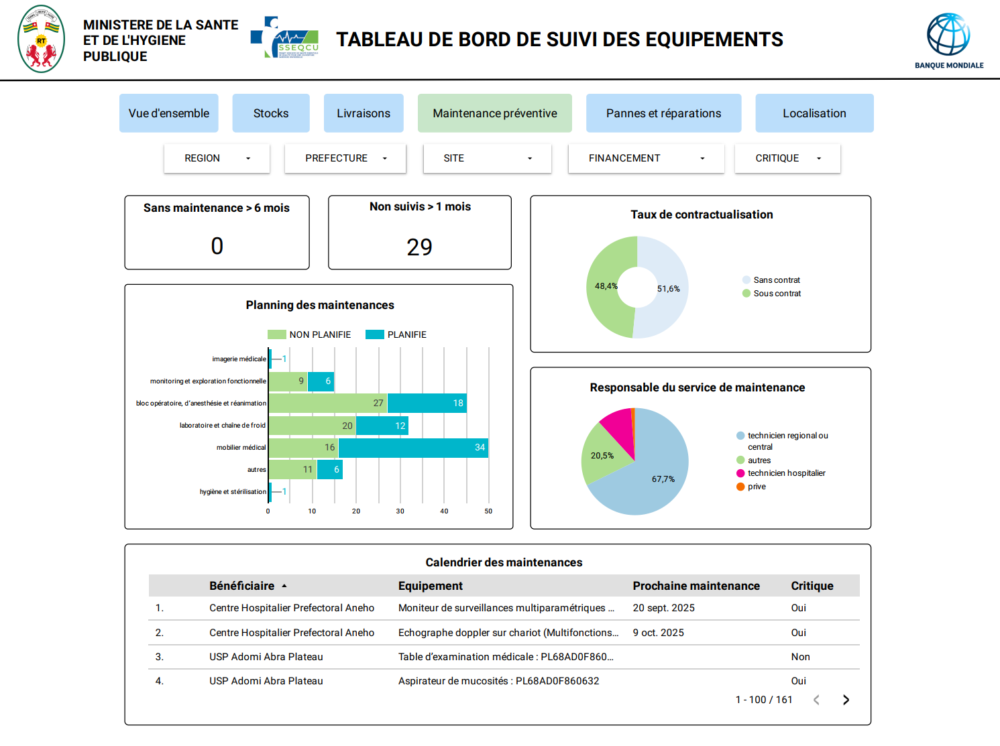 MINISTERE DE LA SANTE
ET DE L'HYGIENE
PUBLIQUE
RT
SSEQCU
TABLEAU DE BORD DE SUIVI DES EQUIPEMENTS
BANQUE MONDIALE
Vue d'ensemble
Stocks
Livraisons
Maintenance préventive
Pannes et réparations
Localisation
REGION
PREFECTURE
SITE
FINANCEMENT
CRITIQUE
Sans maintenance > 6 mois
0
Non suivis > 1 mois
29
Taux de contractualisation
48,4%
51,6%
Sans contrat
Sous contrat
Planning des maintenances
NON PLANIFIE
PLANIFIE
imagerie médicale 1
monitoring et exploration fonctionnelle 9 6
bloc opératoire, d'anesthésie et réanimation 27 18
laboratoire et chaîne de froid 20 12
mobilier médical 16 34
autres 11 6
hygiène et stérilisation 1
0 10 20 30 40 50
Responsable du service de maintenance
20,5%
67,7%
technicien regional ou
central
autres
technicien hospitalier
prive
Calendrier des maintenances
Bénéficiaire Equipement Prochaine maintenance Critique
1. Centre Hospitalier Prefectoral Aneho Moniteur de surveillances multiparamétriques ... 20 sept. 2025 Oui
2. Centre Hospitalier Prefectoral Aneho Echographe doppler sur chariot (Multifonctions... 9 oct. 2025 Oui
3. USP Adomi Abra Plateau Table d'examination médicale : PL68AD0F860... Non
4. USP Adomi Abra Plateau Aspirateur de mucosités : PL68AD0F860632 Oui
1 - 100 / 161